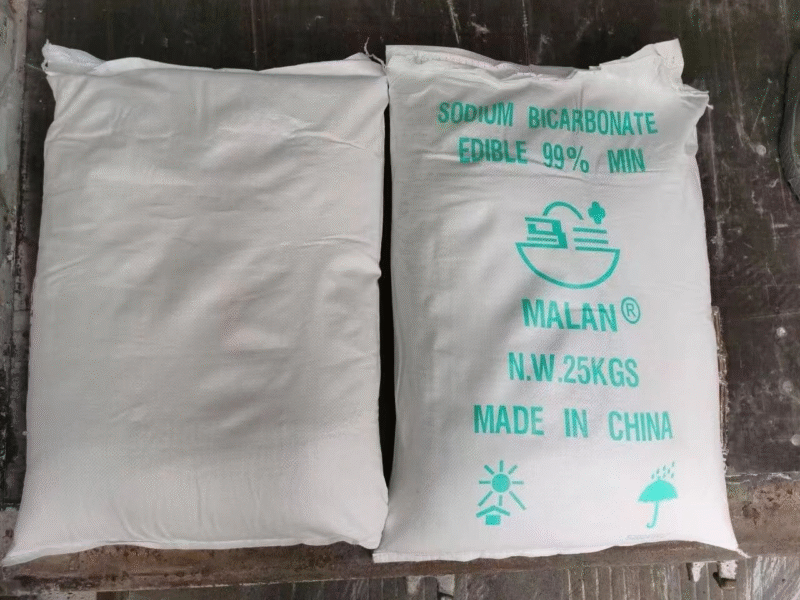 SODIUM BICARBONATE
EDIBLE 99% MIN
MALAN®
N.W.25KGS
MADE IN CHINA